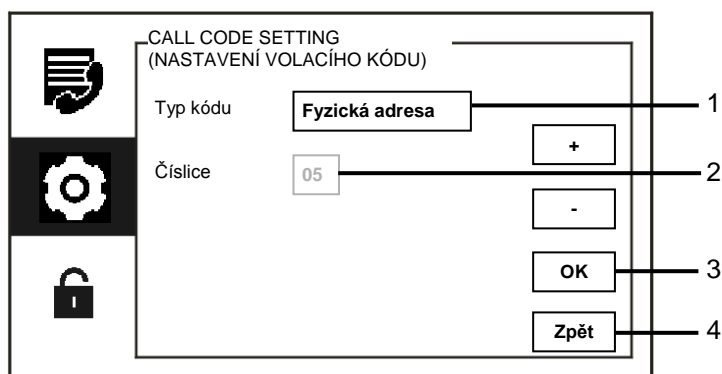 CALL CODE SETTING
(NASTAVENÍ VOLACÍHO KÓDU)
Typ kódu
Fyzická adresa
1
+
Číslice
05
2
-
OK
3
Zpět
4